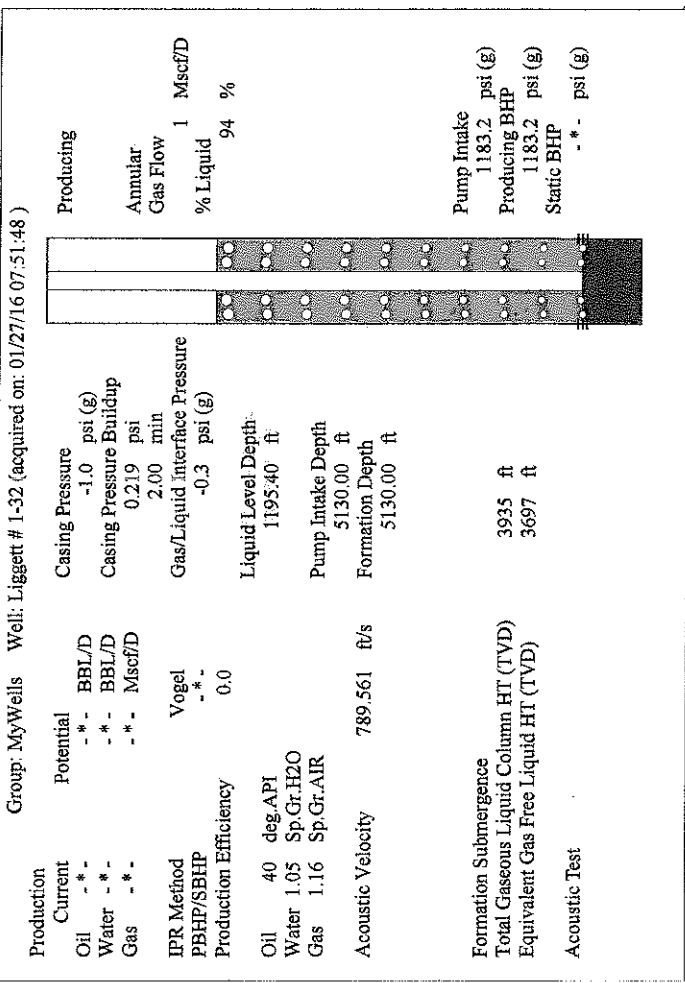 Group: MyWells Well: Liggett # 1-32 (acquired on: 01/27/16 07:51:48 )
Production
Current Potential
Oil - * - - * - BBL/D
Water - * - - * - BBL/D
Gas - * - - * - Mscf/D
IPR Method Vogel
PBHP/SBHP - * -
Production Efficiency 0.0
Oil 40 deg.API
Water 1.05 Sp.Gr.H2O
Gas 1.16 Sp.Gr.AIR
Acoustic Velocity 789.561 ft/s
Formation Submergence
Total Gaseous Liquid Column HT (TVD) 3935 ft
Equivalent Gas Free Liquid HT (TVD) 3697 ft
Acoustic Test
Casing Pressure
-1.0 psi (g)
Casing Pressure Buildup
0.219 psi
2.00 min
Gas/Liquid Interface Pressure
-0.3 psi (g)
Liquid Level Depth
1195.40 ft
Pump Intake Depth
5130.00 ft
Formation Depth
5130.00 ft
Producing
Annular
Gas Flow
1 Mscf/D
% Liquid
94 %
Pump Intake
1183.2 psi (g)
Producing BHP
1183.2 psi (g)
Static BHP
- * - psi (g)